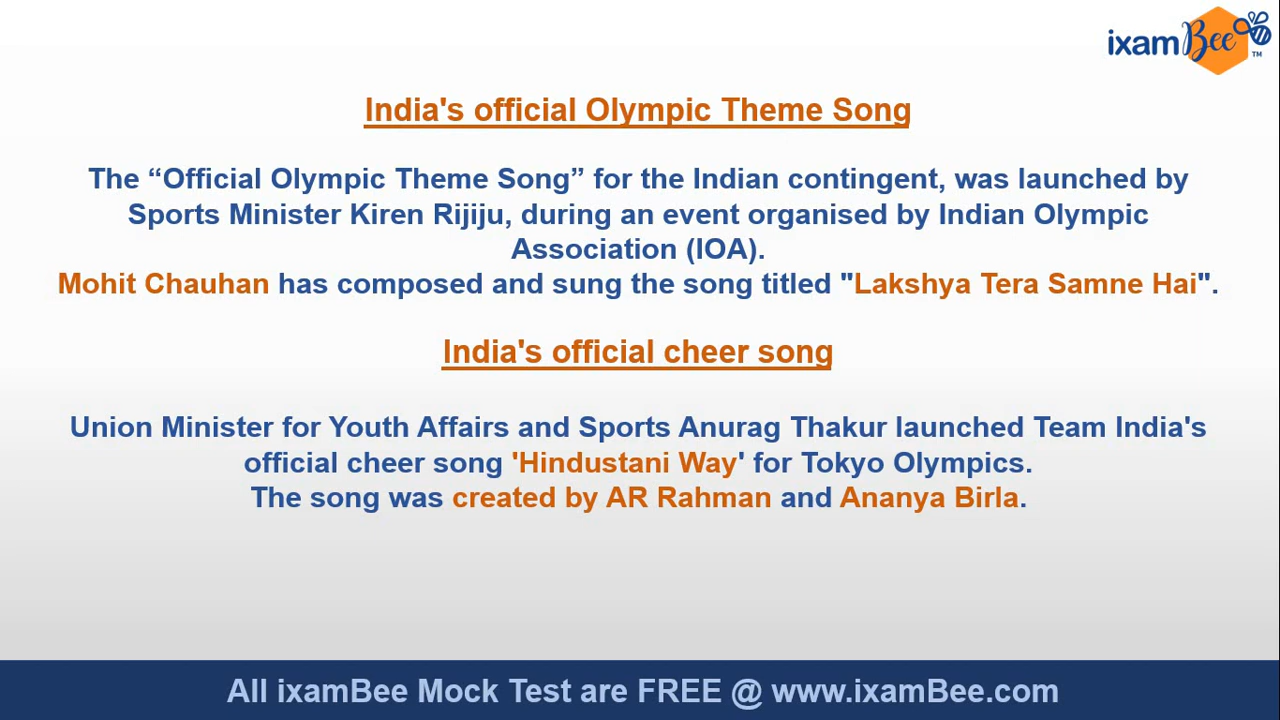 ixamBee
TM
India's official Olympic Theme Song
The “Official Olympic Theme Song” for the Indian contingent, was launched by
Sports Minister Kiren Rijiju, during an event organised by Indian Olympic
Association (IOA).
Mohit Chauhan has composed and sung the song titled "Lakshya Tera Samne Hai".
India's official cheer song
Union Minister for Youth Affairs and Sports Anurag Thakur launched Team India's
official cheer song 'Hindustani Way' for Tokyo Olympics.
The song was created by AR Rahman and Ananya Birla.
All ixamBee Mock Test are FREE @ www.ixamBee.com